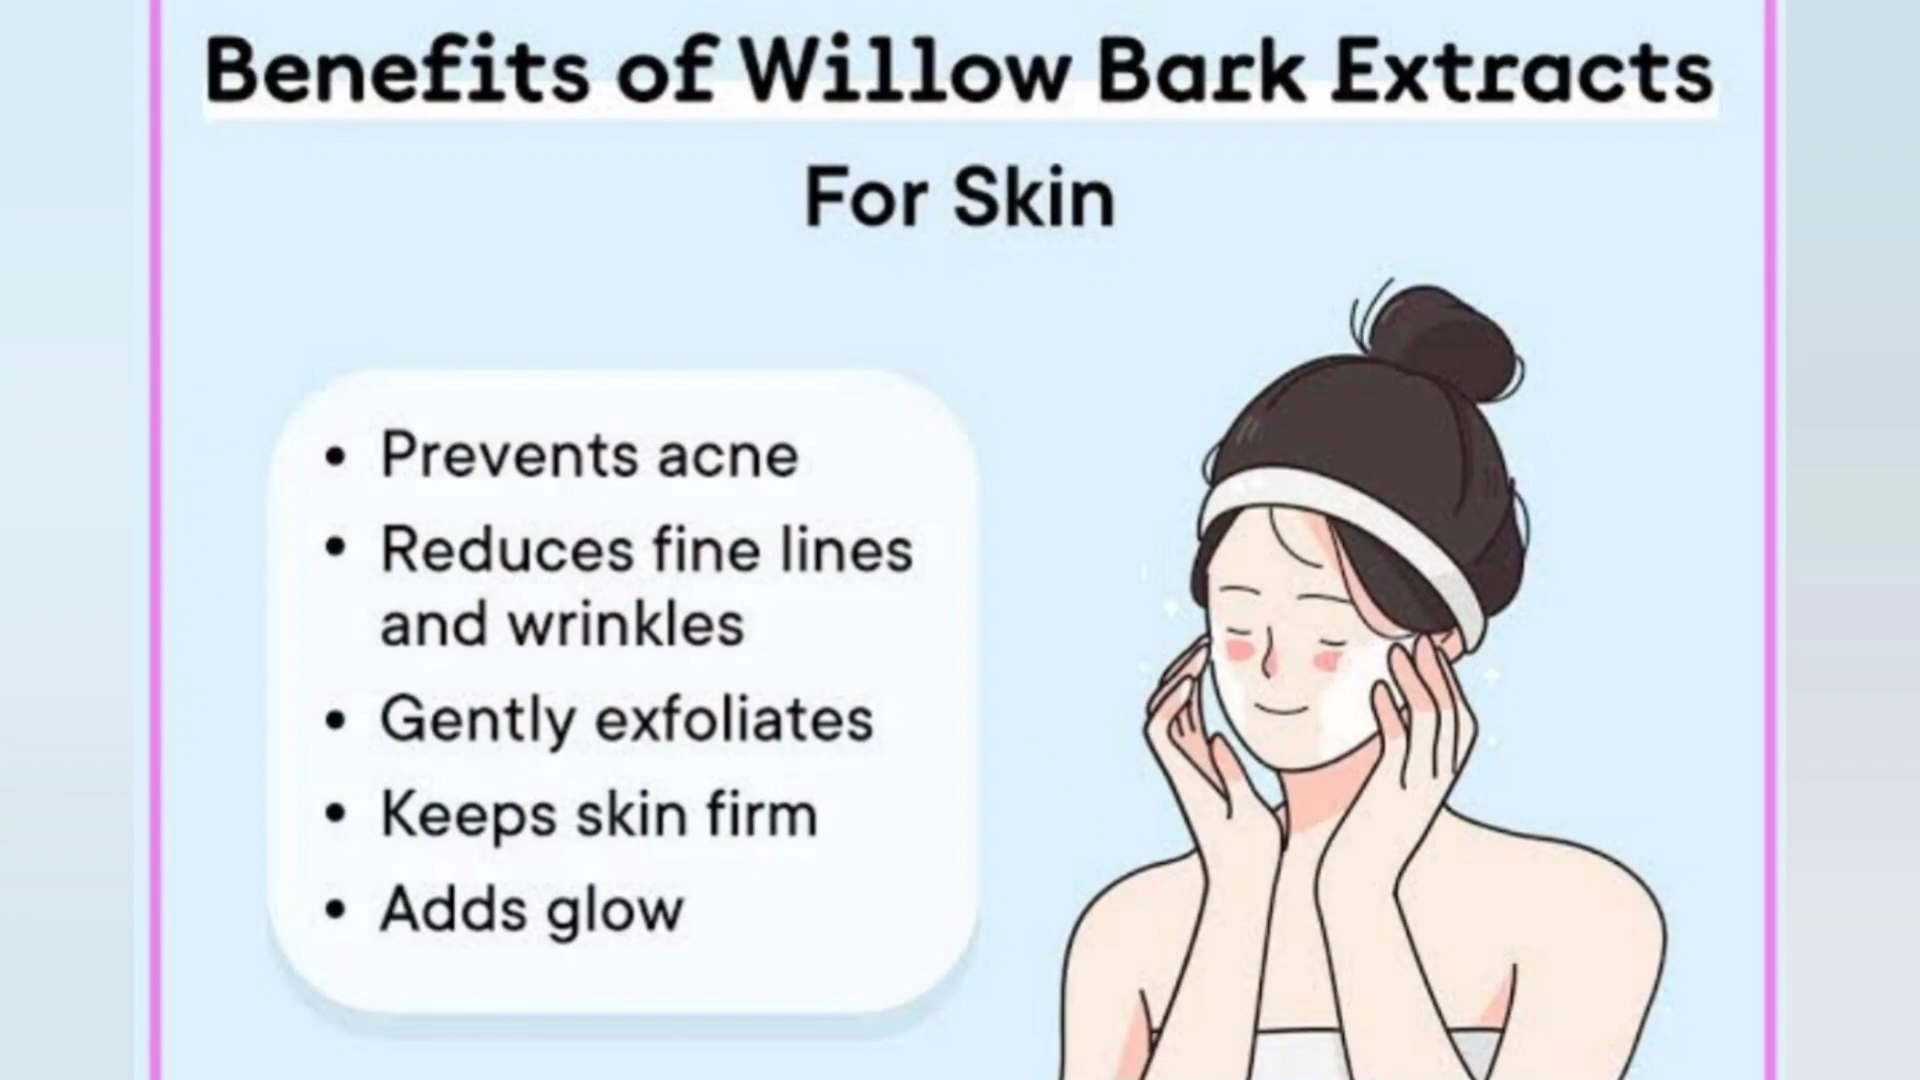 Benefits of Willow Bark Extracts
For Skin
• Prevents acne
• Reduces fine lines
and wrinkles
• Gently exfoliates
• Keeps skin firm
• Adds glow